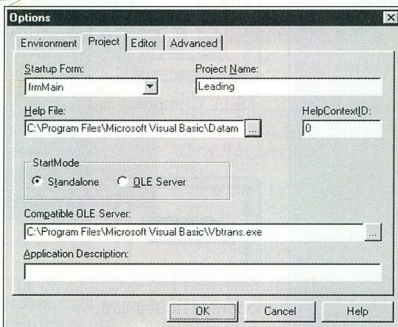 Options
Environment Project Editor Advanced
Startup Form: Project Name:
frmMain Leading
Help File: HelpContextID:
C:\Program Files\Microsoft Visual Basic\Datam ... 0
StartMode
Standalone OLE Server
Compatible OLE Server:
C:\Program Files\Microsoft Visual Basic\Vbtrans.exe ...
Application Description:
OK Cancel Help